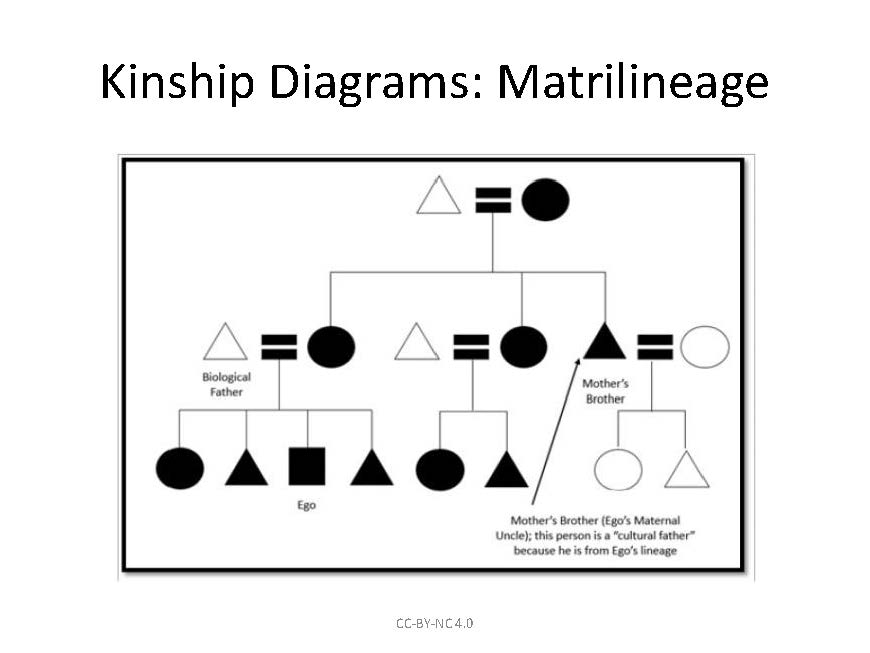 Kinship Diagrams: Matrilineage
Biological
Father
Mother's
Brother
Ego
Mother's Brother (Ego's Maternal
Uncle); this person is a "cultural father"
because he is from Ego's lineage
CC-BY-NC 4.0